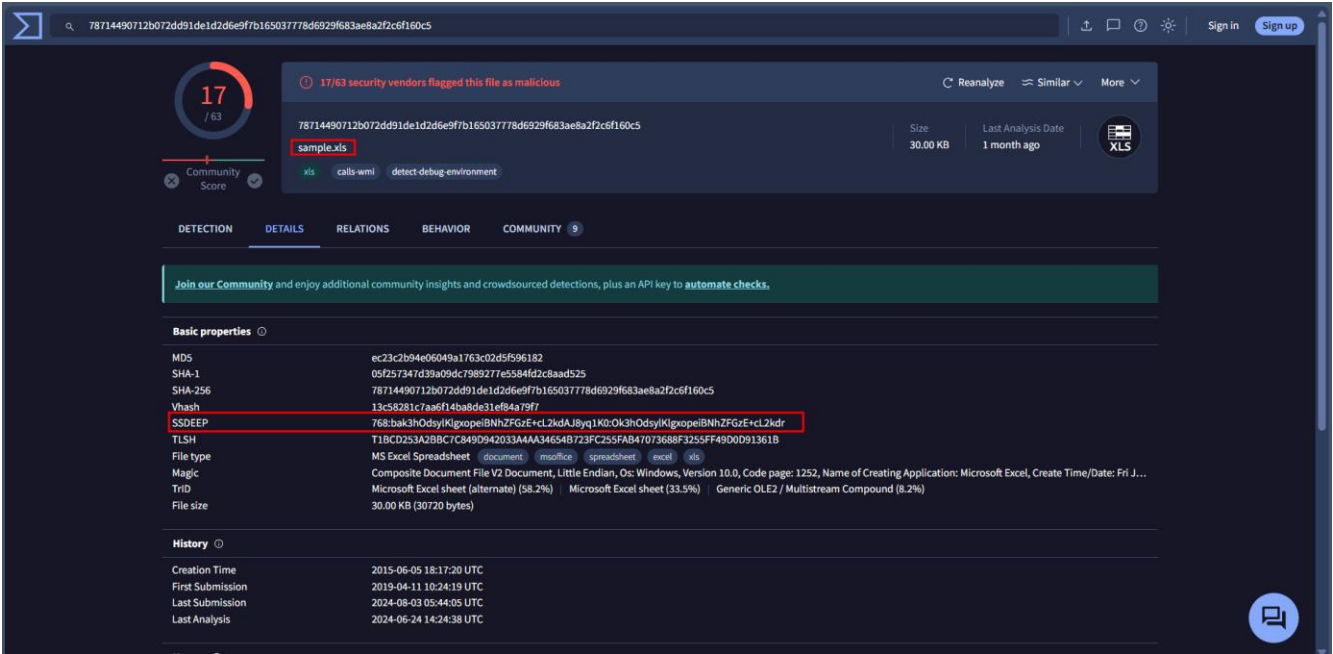 78714490712b072dd91de1d2d6e9f7b165037778d6929f683ae8a2f2c6f160c5 Sign in Sign up
17 / 63
Community Score
17/63 security vendors flagged this file as malicious Reanalyze Similar More
78714490712b072dd91de1d2d6e9f7b165037778d6929f683ae8a2f2c6f160c5
sample.xls
xls calls-wmi detect-debug-environment
Size
30.00 KB
Last Analysis Date
1 month ago
XLS
DETECTION DETAILS RELATIONS BEHAVIOR COMMUNITY 9
Join our Community and enjoy additional community insights and crowdsourced detections, plus an API key to automate checks.
Basic properties
MD5 ec23c2b94e06049a1763c02d5f596182
SHA-1 05f257347d39a09dc7989277e5584fd2c8aad525
SHA-256 78714490712b072dd91de1d2d6e9f7b165037778d6929f683ae8a2f2c6f160c5
Vhash 13c58281c7aa6f14ba8de31ef84a79f7
SSDEEP 768:bak3hOdsylKlgxopeiBNhZFGzE+cL2kdAJ8yq1K0:Ok3hOdsylKlgxopeiBNhZFGzE+cL2kdr
TLSH T1BCD253A2BBC7C849D942033A4AA34654B723FC255FAB47073688F3255FF49D0D91361B
File type MS Excel Spreadsheet document msoffice spreadsheet excel xls
Magic Composite Document File V2 Document, Little Endian, Os: Windows, Version 10.0, Code page: 1252, Name of Creating Application: Microsoft Excel, Create Time/Date: Fri J...
TrID Microsoft Excel sheet (alternate) (58.2%) | Microsoft Excel sheet (33.5%) | Generic OLE2 / Multistream Compound (8.2%)
File size 30.00 KB (30720 bytes)
History
Creation Time 2015-06-05 18:17:20 UTC
First Submission 2019-04-11 10:24:19 UTC
Last Submission 2024-08-03 05:44:05 UTC
Last Analysis 2024-06-24 14:24:38 UTC